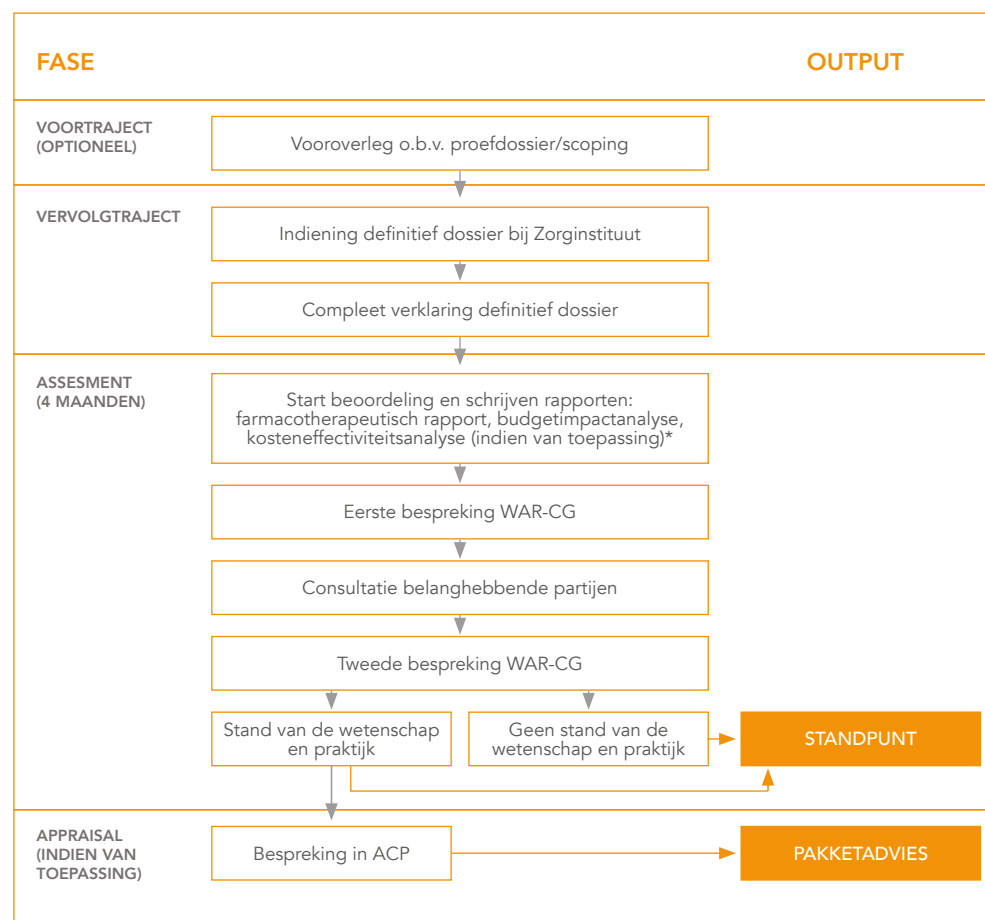 FASE
OUTPUT
VOORTRAJECT
(OPTIONEEL)
Vooroverleg o.b.v. proefdossier/scoping
VERVOLGTRAJECT
Indiening definitief dossier bij Zorginstituut
Compleet verklaring definitief dossier
ASSESMENT
(4 MAANDEN)
Start beoordeling en schrijven rapporten:
farmacotherapeutisch rapport, budgetimpactanalyse,
kosteneffectiviteitsanalyse (indien van toepassing)*
Eerste bespreking WAR-CG
Consultatie belanghebbende partijen
Tweede bespreking WAR-CG
Stand van de wetenschap
en praktijk
Geen stand van de
wetenschap en praktijk
STANDPUNT
APPRAISAL
(INDIEN VAN
TOEPASSING)
Bespreking in ACP
PAKKETADVIES